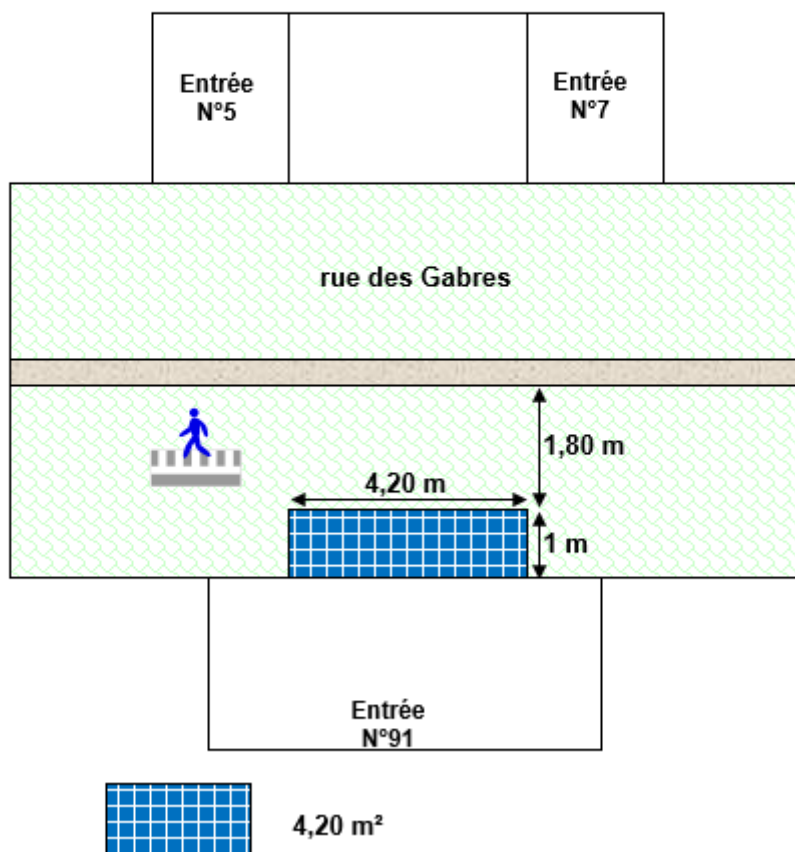 Entrée
N°5
Entrée
N°7
rue des Gabres
1,80 m
4,20 m
1 m
Entrée
N°91
4,20 m²